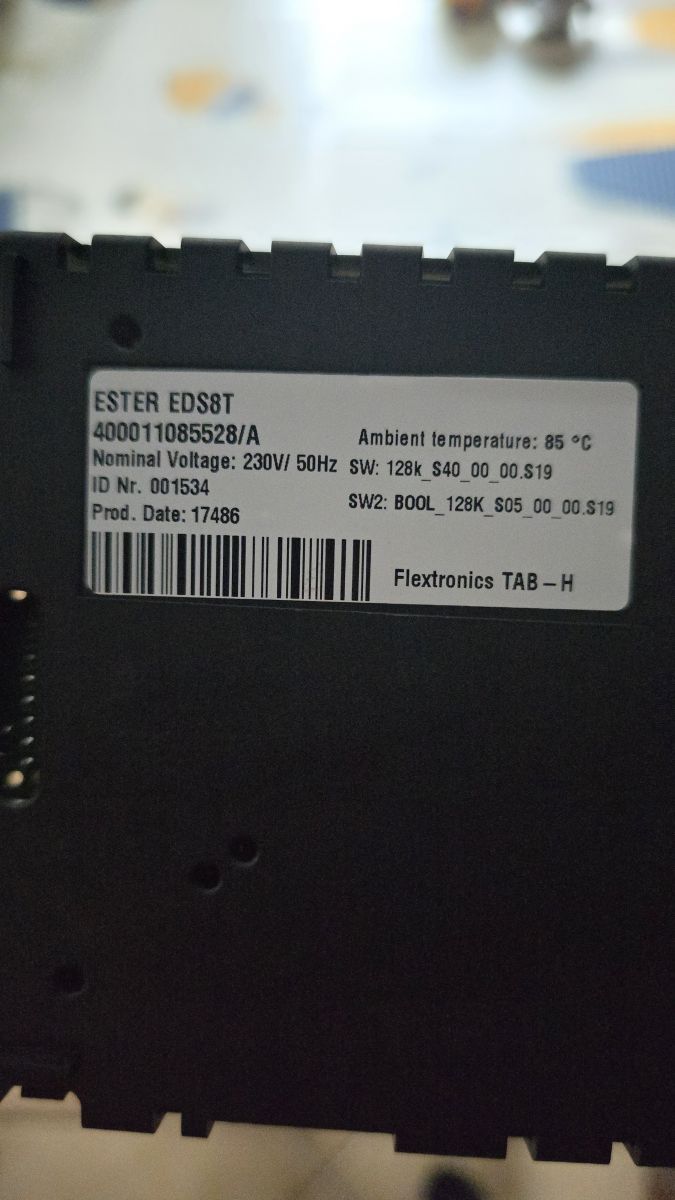 ESTER EDS8T
400011085528/A
Nominal Voltage: 230V/ 50Hz
ID Nr. 001534
Prod. Date: 17486
Ambient temperature: 85 °C
SW: 128k_S40_00_00.S19
SW2: BOOL_128K_S05_00_00.S19
Flextronics TAB-H